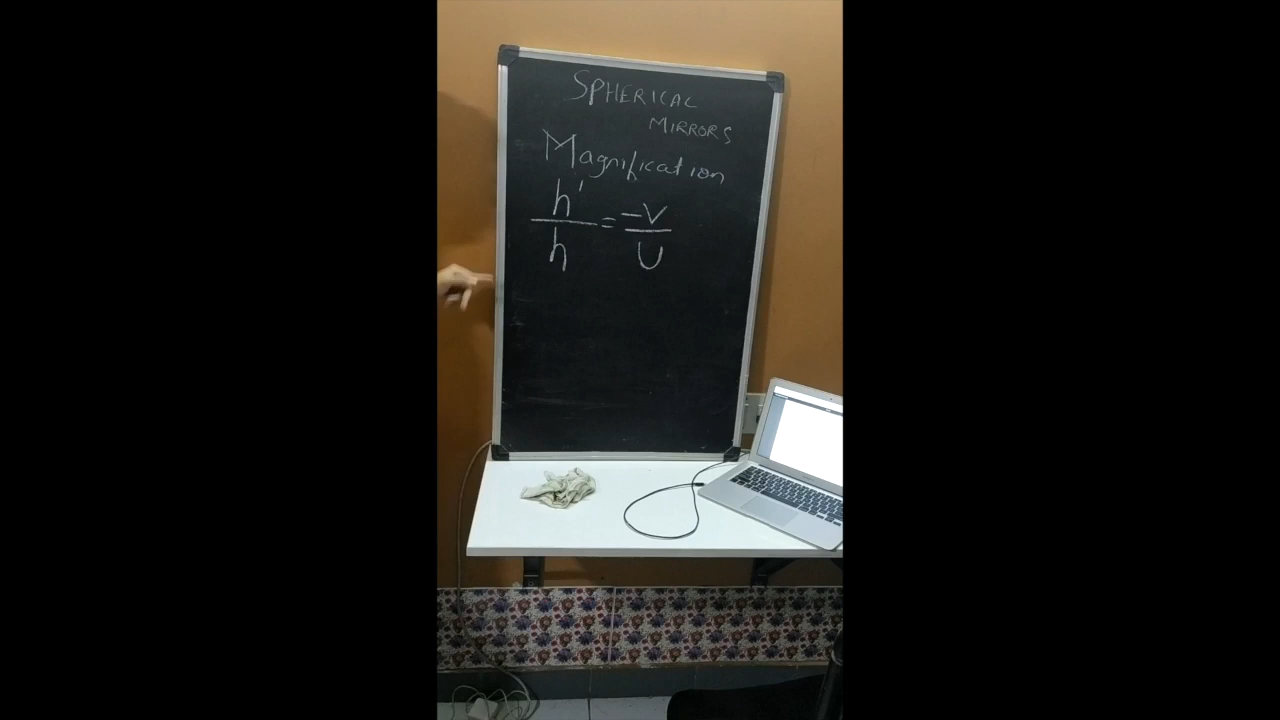 SPHERICAL
MIRRORS
Magnification
h'/h = -v/u